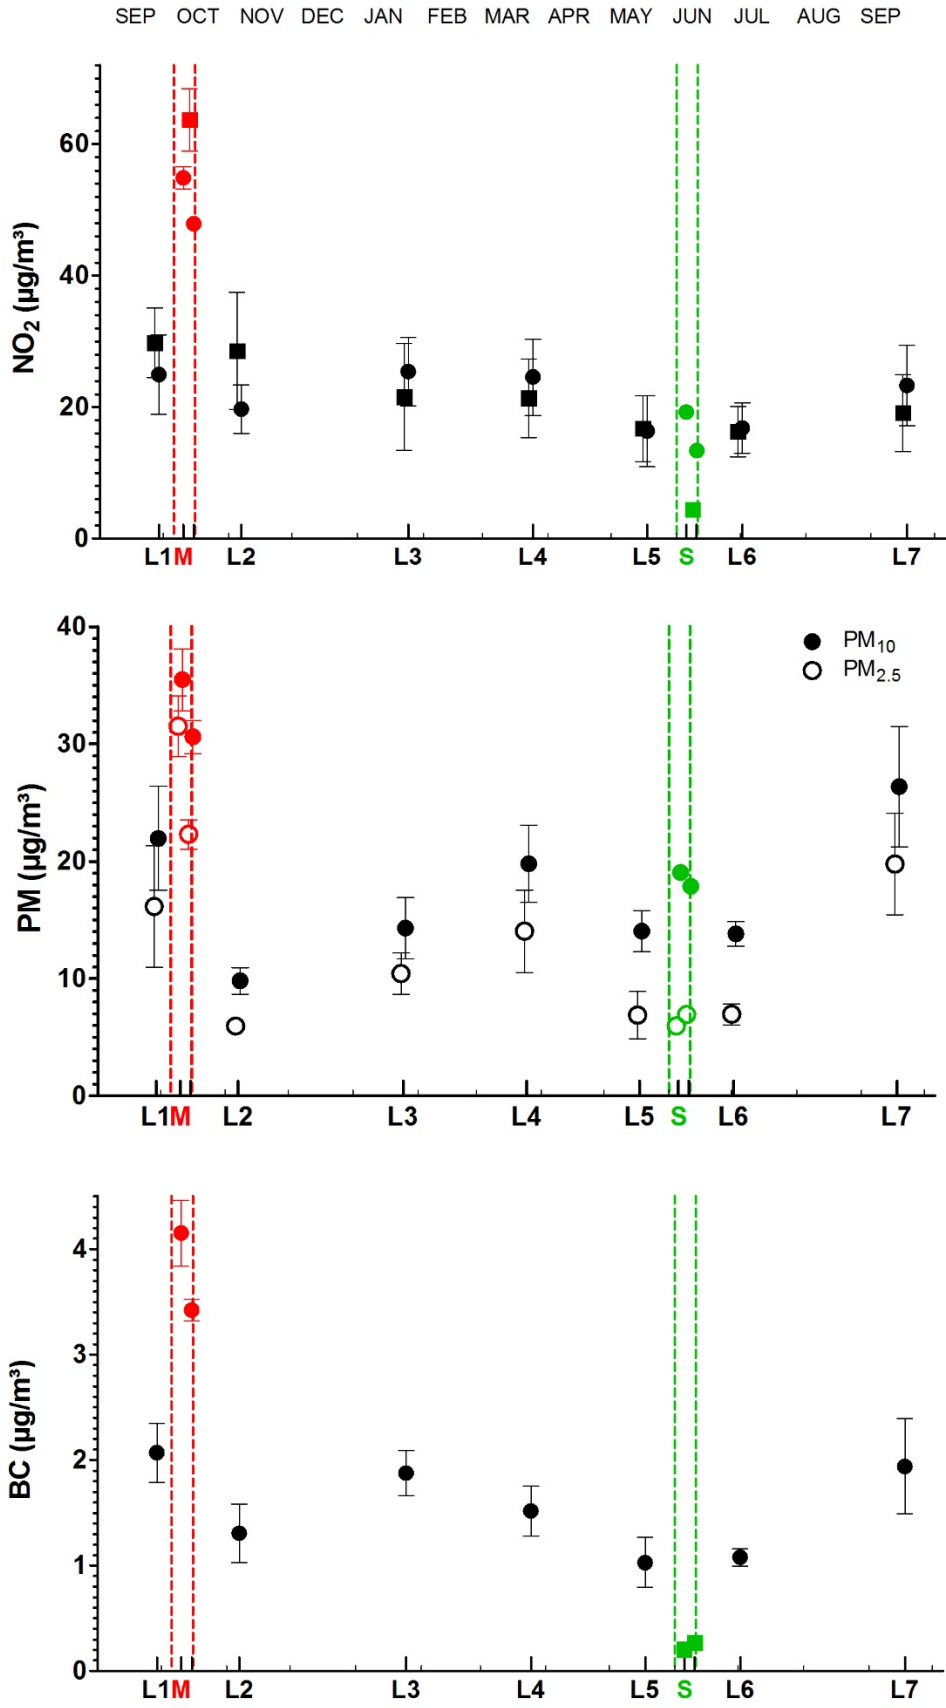 SEP OCT NOV DEC JAN FEB MAR APR MAY JUN JUL AUG SEP
NO₂ (µg/m³)
60
40
20
0
L1 M L2 L3 L4 L5 S L6 L7
PM (µg/m³)
40
30
20
10
0
PM₁₀
PM₂.₅
L1 M L2 L3 L4 L5 S L6 L7
BC (µg/m³)
4
3
2
1
0
L1 M L2 L3 L4 L5 S L6 L7